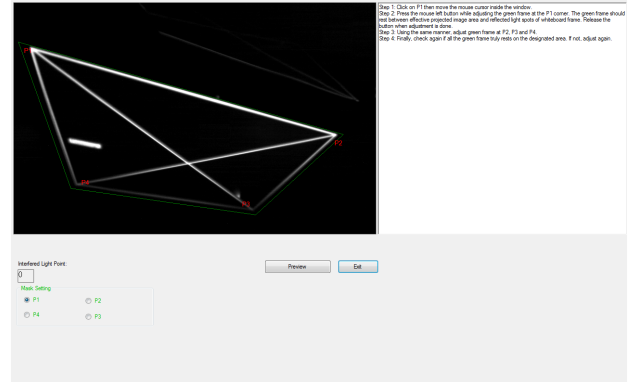 Step 1: Click on P1 then move the mouse cursor inside the window.
Step 2: Press the mouse left button while adjusting the green frame at the P1 corner. The green frame should
rest between effective projected image area and reflected light spots of whiteboard frame. Release the
button when adjustment is done.
Step 3: Using the same manner, adjust green frame at P2, P3 and P4.
Step 4: Finally, check again if all the green frame truly rests on the designated area. If not, adjust again.
P1
P2
P4
P3
Interfered Light Point:
0
Preview
Exit
Mask Setting
P1
P2
P4
P3